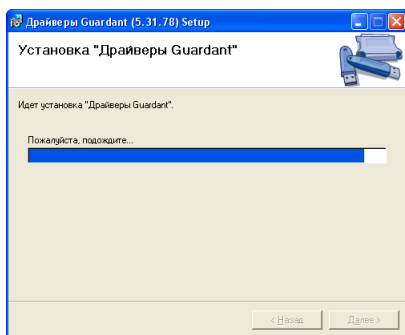 Драйверы Guardant (5.31.78) Setup
Установка "Драйверы Guardant"
Идет установка "Драйверы Guardant".
Пожалуйста, подождите...
< Назад Далее >